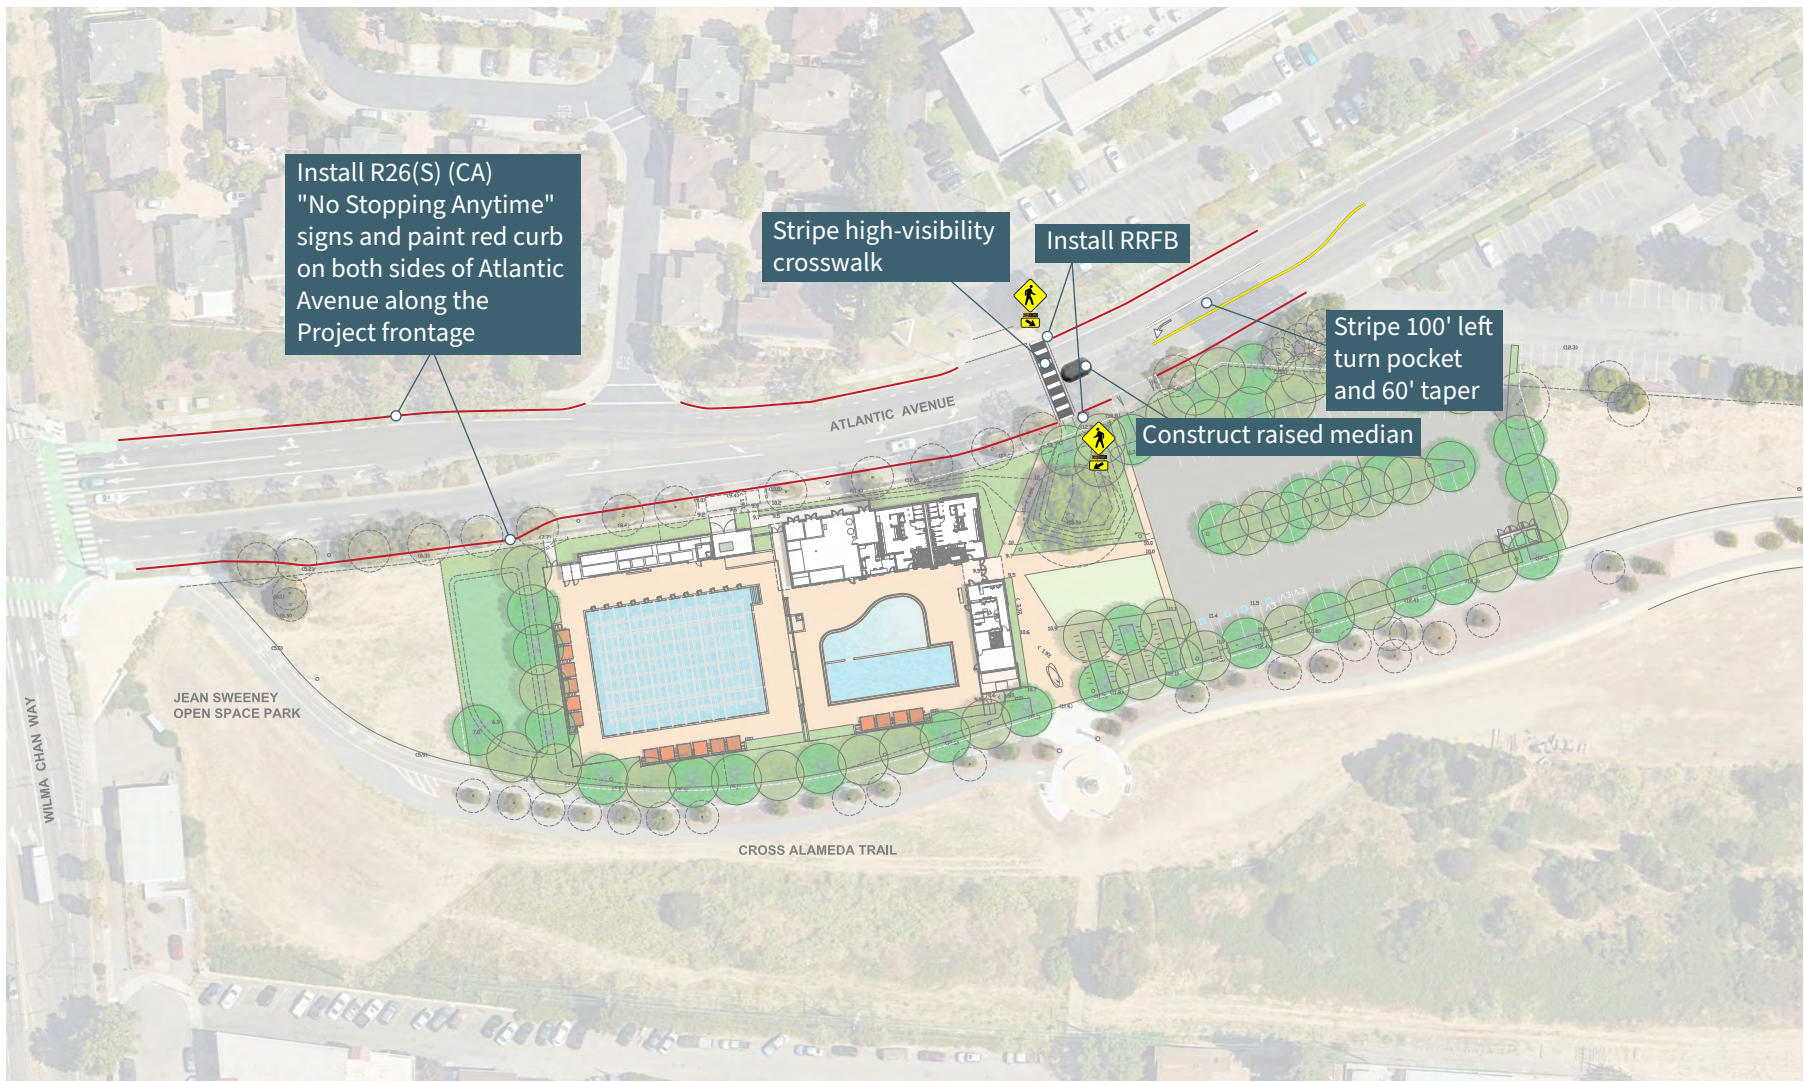 Install R26(S) (CA)
"No Stopping Anytime"
signs and paint red curb
on both sides of Atlantic
Avenue along the
Project frontage
Stripe high-visibility
crosswalk
Install RRFB
Stripe 100' left
turn pocket
and 60' taper
Construct raised median
ATLANTIC AVENUE
JEAN SWEENEY
OPEN SPACE PARK
WILMA CHAN WAY
CROSS ALAMEDA TRAIL